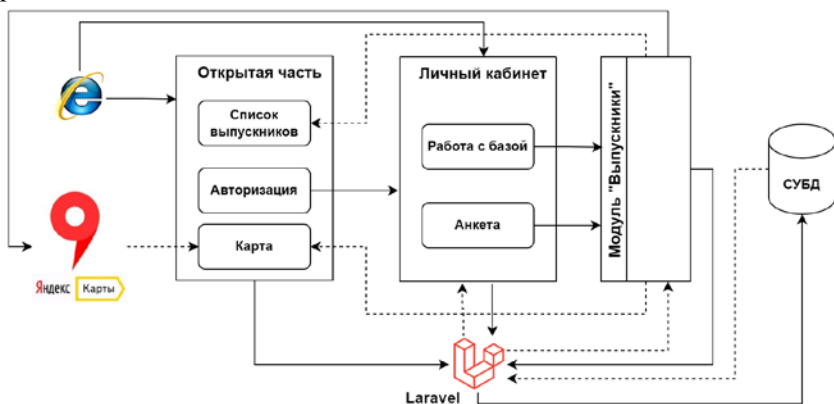 Открытая часть
Список
выпускников
Авторизация
Карта
Личный кабинет
Работа с базой
Анкета
Модуль "Выпускники"
СУБД
Яндекс Карты
Laravel